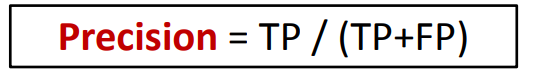 Precision = TP / (TP+FP)